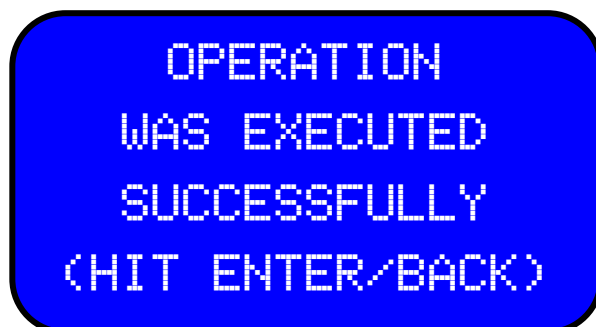 OPERATION
WAS EXECUTED
SUCCESSFULLY
(HIT ENTER/BACK)